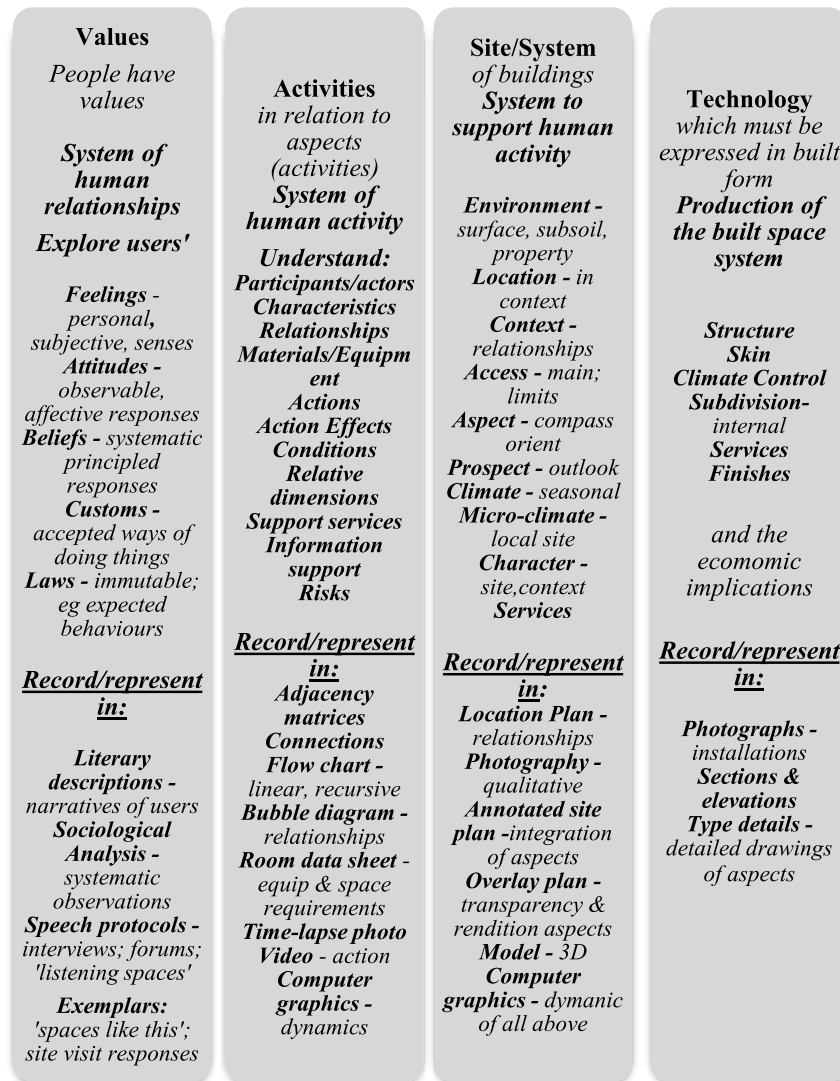 Values
People have
values
System of
human
relationships
Explore users'
Feelings -
personal,
subjective, senses
Attitudes -
observable,
affective responses
Beliefs - systematic
principled
responses
Customs -
accepted ways of
doing things
Laws - immutable;
eg expected
behaviours
Record/represent
in:
Literary
descriptions -
narratives of users
Sociological
Analysis -
systematic
observations
Speech protocols -
interviews; forums;
'listening spaces'
Exemplars:
'spaces like this';
site visit responses
Activities
in relation to
aspects
(activities)
System of
human activity
Understand:
Participants/actors
Characteristics
Relationships
Materials/Equipm
ent
Actions
Action Effects
Conditions
Relative
dimensions
Support services
Information
support
Risks
Record/represent
in:
Adjacency
matrices
Connections
Flow chart -
linear, recursive
Bubble diagram -
relationships
Room data sheet -
equip & space
requirements
Time-lapse photo
Video - action
Computer
graphics -
dynamics
Site/System
of buildings
System to
support human
activity
Environment -
surface, subsoil,
property
Location - in
context
Context -
relationships
Access - main;
limits
Aspect - compass
orient
Prospect - outlook
Climate - seasonal
Micro-climate -
local site
Character -
site,context
Services
Record/represent
in:
Location Plan -
relationships
Photography -
qualitative
Annotated site
plan -integration
of aspects
Overlay plan -
transparency &
rendition aspects
Model - 3D
Computer
graphics - dymanic
of all above
Technology
which must be
expressed in built
form
Production of
the built space
system
Structure
Skin
Climate Control
Subdivision-
internal
Services
Finishes
and the
ecomomic
implications
Record/represent
in:
Photographs -
installations
Sections &
elevations
Type details -
detailed drawings
of aspects